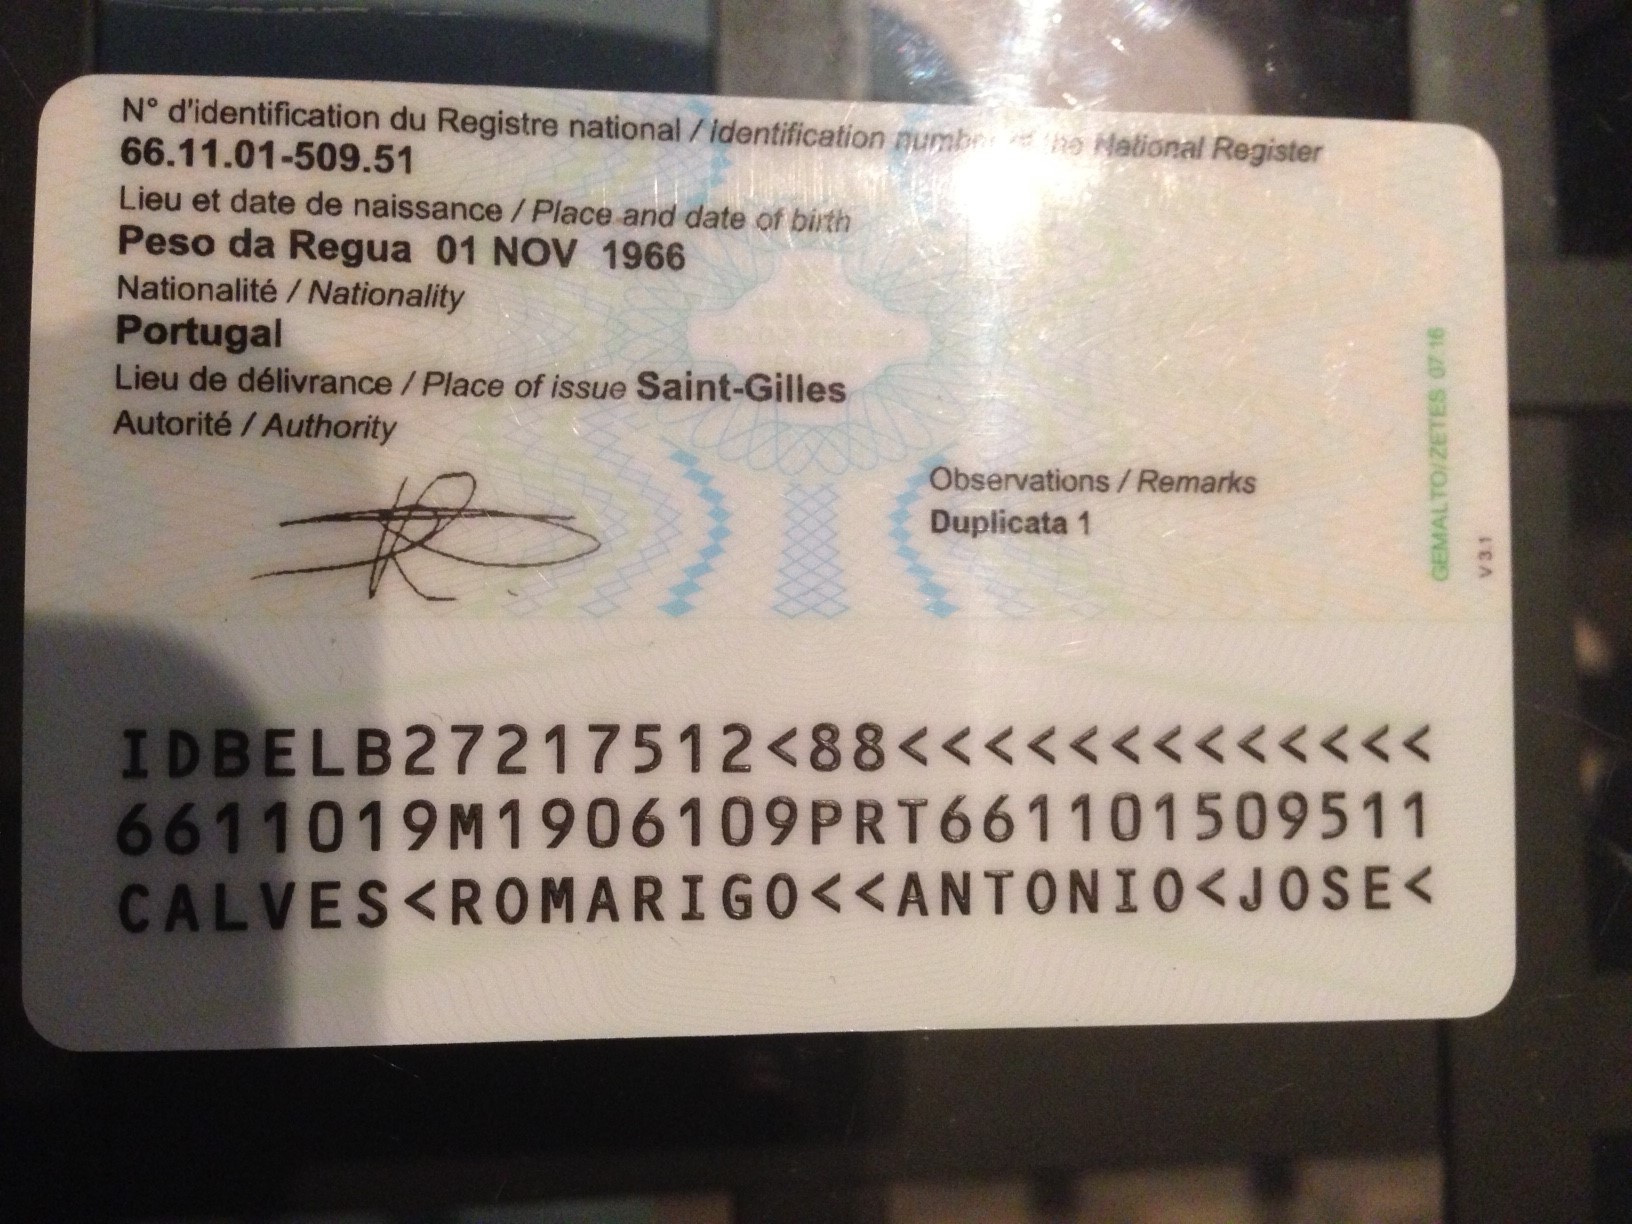 N° d'identification du Registre national / Identification number of the National Register
66.11.01-509.51
Lieu et date de naissance / Place and date of birth
Peso da Regua 01 NOV 1966
Nationalité / Nationality
Portugal
Lieu de délivrance / Place of issue Saint-Gilles
Autorité / Authority
Observations / Remarks
Duplicata 1
GEMALTO/ZETES 07 16
V 3.1
IDBELB27217512<88<<<<<<<<<<<<<
6611019M1906109PRT661101509511
CALVES<ROMARIGO<<ANTONIO<JOSE<